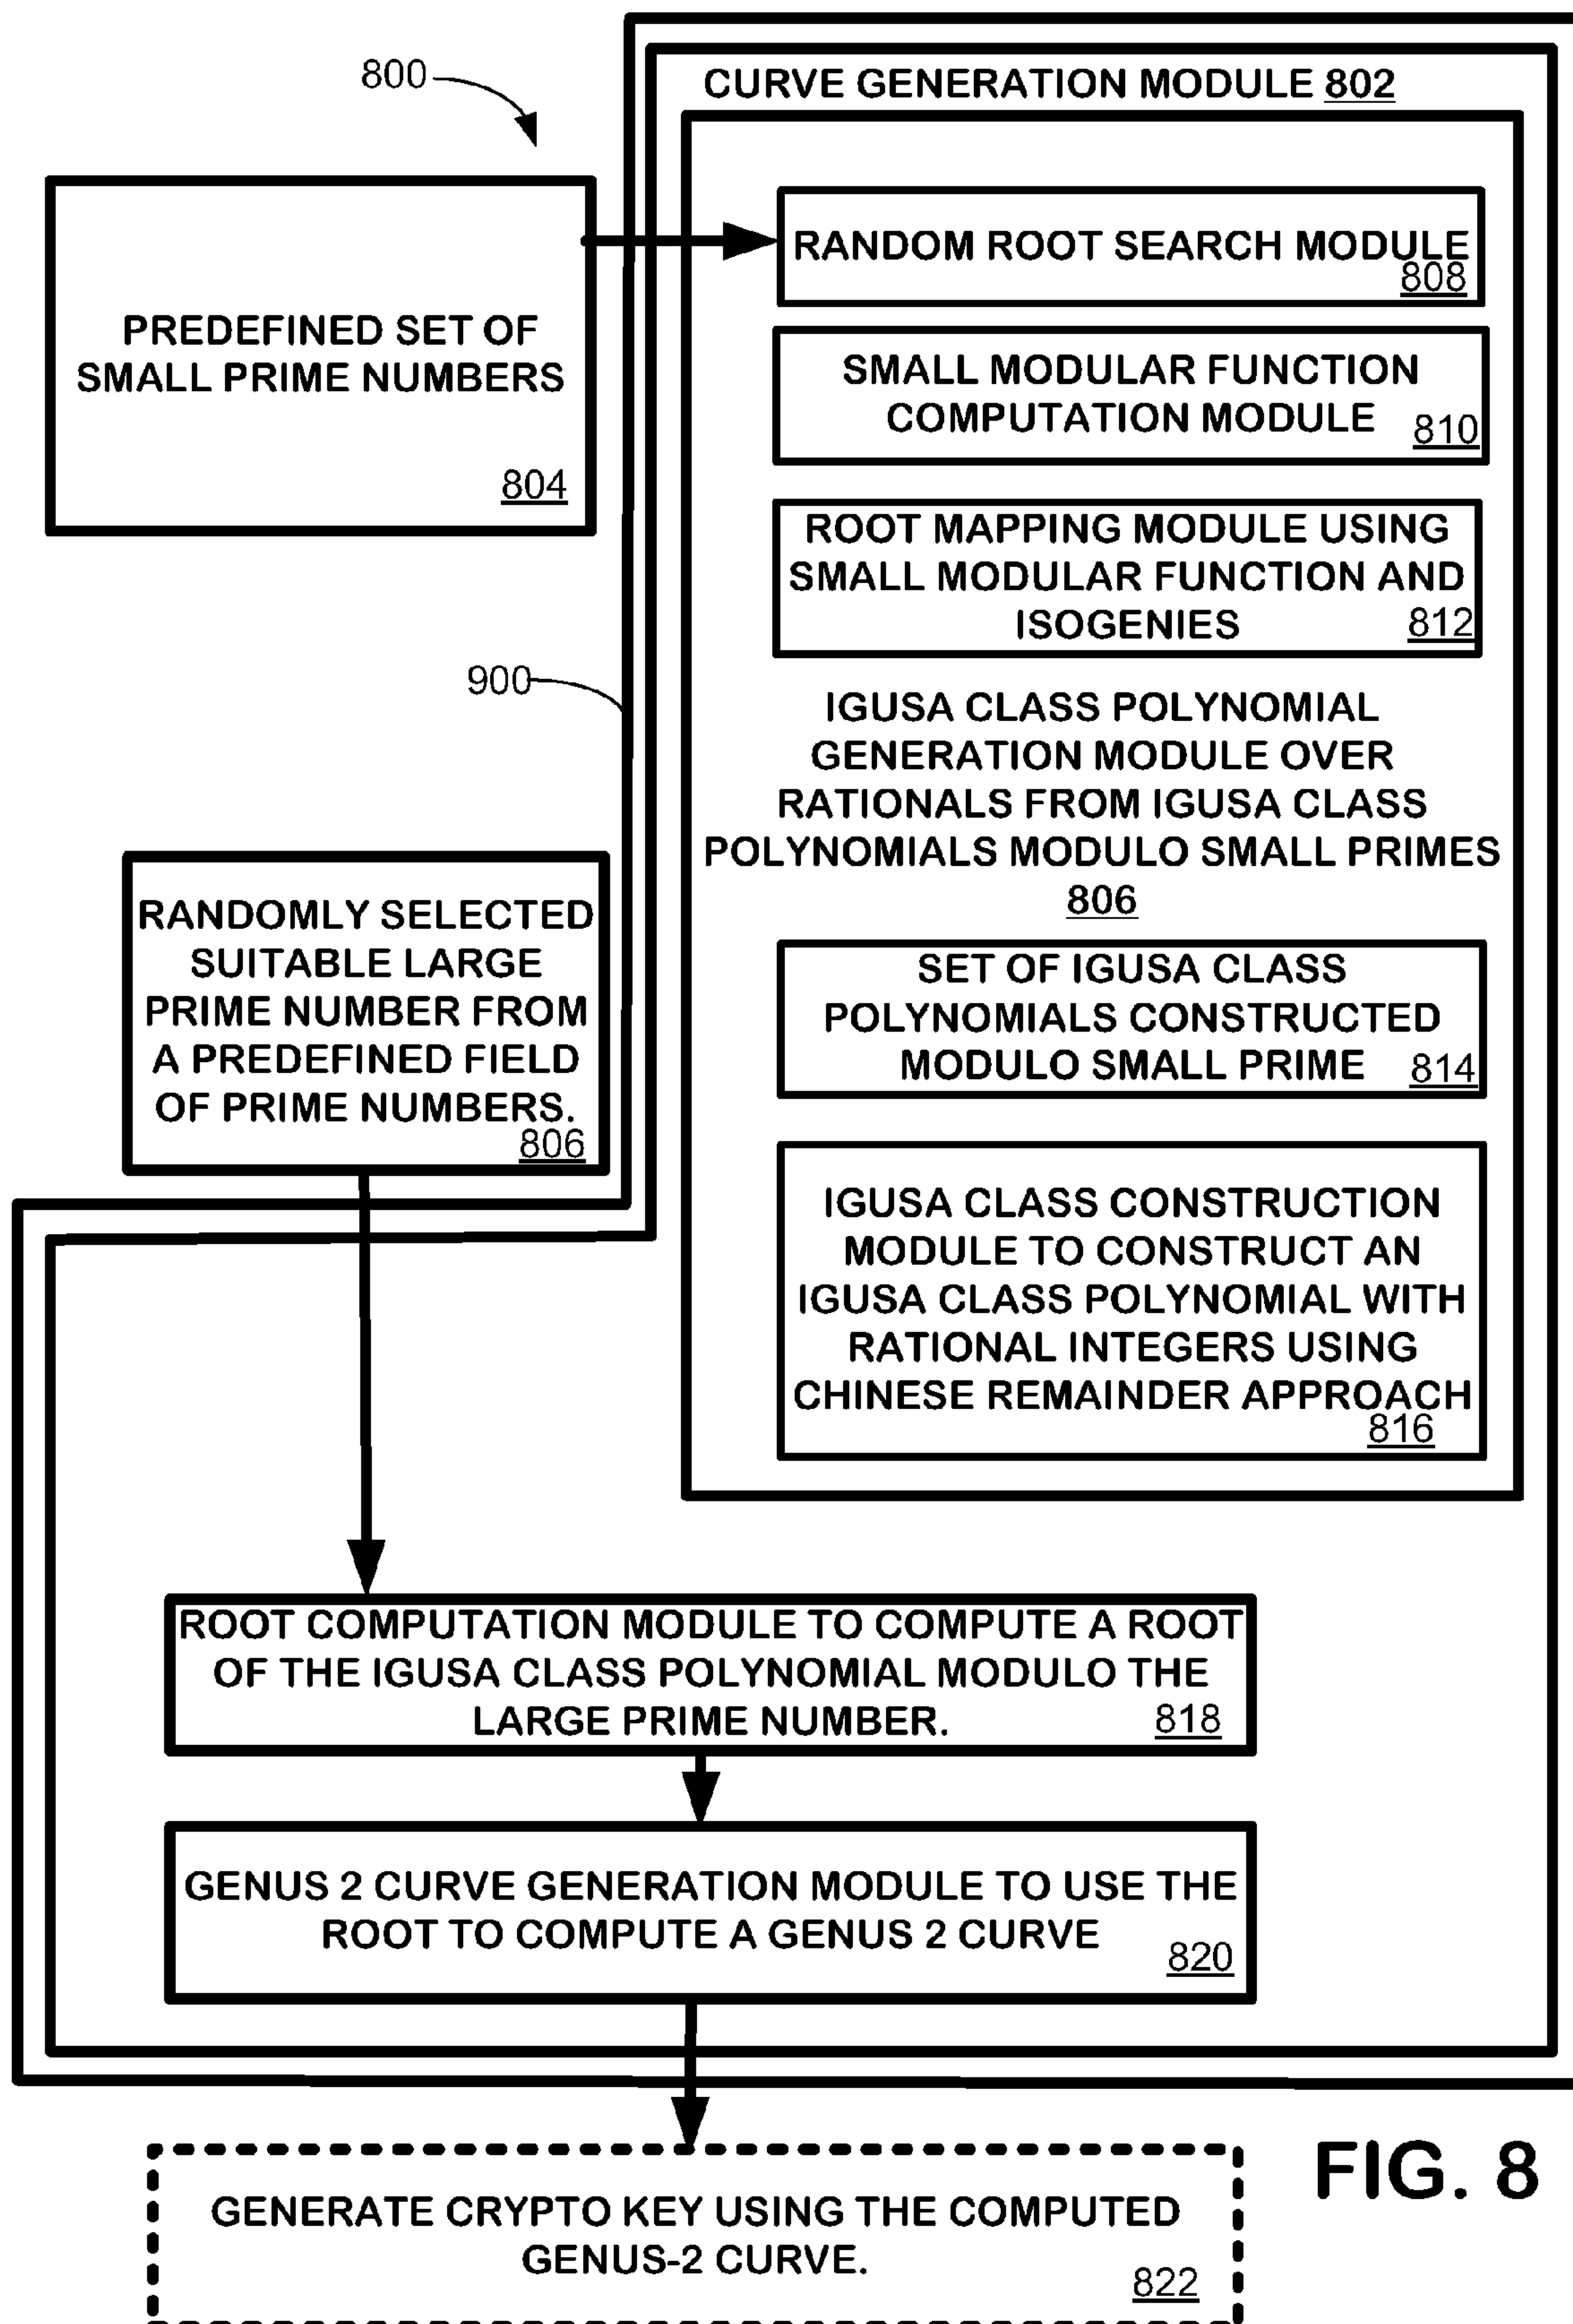 800
CURVE GENERATION MODULE 802
PREDEFINED SET OF
SMALL PRIME NUMBERS
804
RANDOM ROOT SEARCH MODULE
808
SMALL MODULAR FUNCTION
COMPUTATION MODULE 810
ROOT MAPPING MODULE USING
SMALL MODULAR FUNCTION AND
ISOGENIES 812
900
IGUSA CLASS POLYNOMIAL
GENERATION MODULE OVER
RATIONALS FROM IGUSA CLASS
POLYNOMIALS MODULO SMALL PRIMES
806
RANDOMLY SELECTED
SUITABLE LARGE
PRIME NUMBER FROM
A PREDEFINED FIELD
OF PRIME NUMBERS.
806
SET OF IGUSA CLASS
POLYNOMIALS CONSTRUCTED
MODULO SMALL PRIME 814
IGUSA CLASS CONSTRUCTION
MODULE TO CONSTRUCT AN
IGUSA CLASS POLYNOMIAL WITH
RATIONAL INTEGERS USING
CHINESE REMAINDER APPROACH
816
ROOT COMPUTATION MODULE TO COMPUTE A ROOT
OF THE IGUSA CLASS POLYNOMIAL MODULO THE
LARGE PRIME NUMBER. 818
GENUS 2 CURVE GENERATION MODULE TO USE THE
ROOT TO COMPUTE A GENUS 2 CURVE
820
GENERATE CRYPTO KEY USING THE COMPUTED
GENUS-2 CURVE.
822
FIG. 8